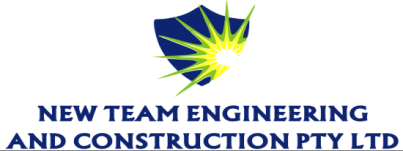 NEW TEAM ENGINEERING
AND CONSTRUCTION PTY LTD